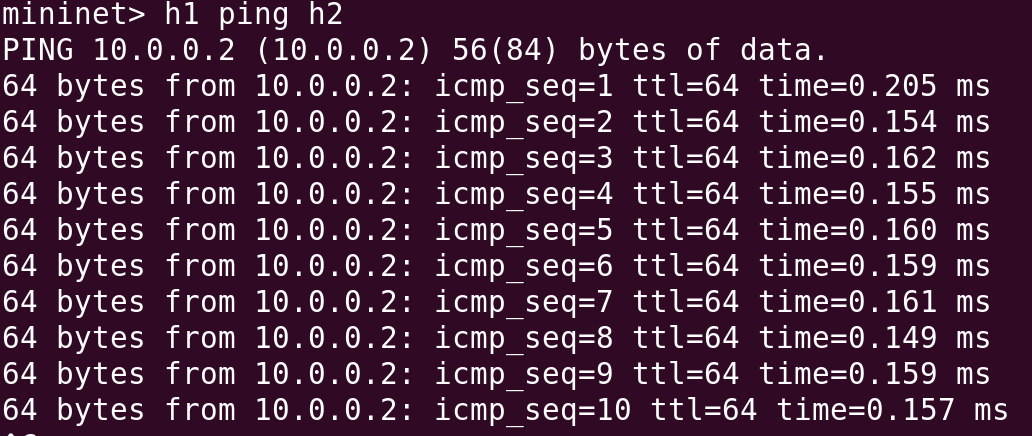 mininet> h1 ping h2
PING 10.0.0.2 (10.0.0.2) 56(84) bytes of data.
64 bytes from 10.0.0.2: icmp_seq=1 ttl=64 time=0.205 ms
64 bytes from 10.0.0.2: icmp_seq=2 ttl=64 time=0.154 ms
64 bytes from 10.0.0.2: icmp_seq=3 ttl=64 time=0.162 ms
64 bytes from 10.0.0.2: icmp_seq=4 ttl=64 time=0.155 ms
64 bytes from 10.0.0.2: icmp_seq=5 ttl=64 time=0.160 ms
64 bytes from 10.0.0.2: icmp_seq=6 ttl=64 time=0.159 ms
64 bytes from 10.0.0.2: icmp_seq=7 ttl=64 time=0.161 ms
64 bytes from 10.0.0.2: icmp_seq=8 ttl=64 time=0.149 ms
64 bytes from 10.0.0.2: icmp_seq=9 ttl=64 time=0.159 ms
64 bytes from 10.0.0.2: icmp_seq=10 ttl=64 time=0.157 ms